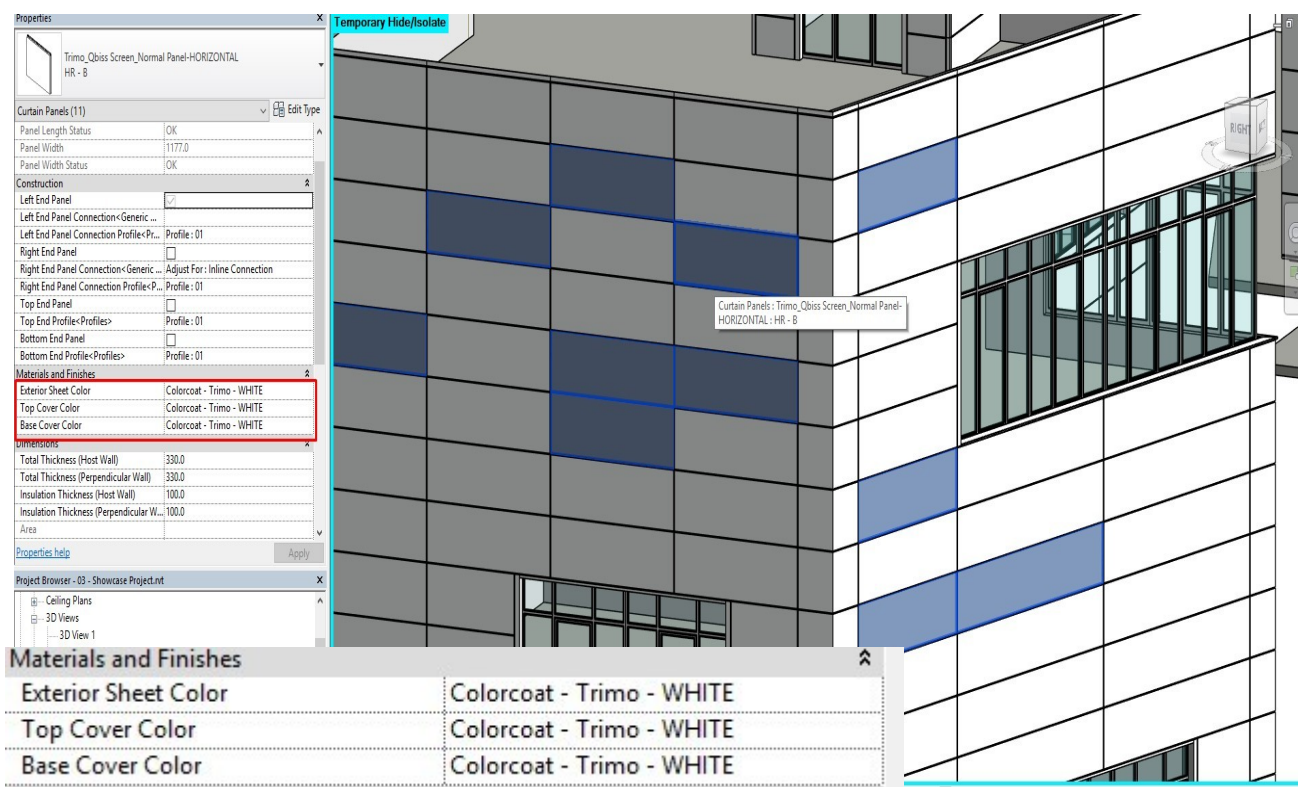 Properties X
Trimo_Qbiss Screen_Normal Panel-HORIZONTAL
HR - B
Curtain Panels (11) Edit Type
Panel Length Status OK
Panel Width 1177.0
Panel Width Status OK
Construction
Left End Panel
Left End Panel Connection<Generic ...
Left End Panel Connection Profile<Pr... Profile : 01
Right End Panel
Right End Panel Connection<Generic ... Adjust For : Inline Connection
Right End Panel Connection Profile<P... Profile : 01
Top End Panel
Top End Profile<Profiles> Profile : 01
Bottom End Panel
Bottom End Profile<Profiles> Profile : 01
Materials and Finishes
Exterior Sheet Color Colorcoat - Trimo - WHITE
Top Cover Color Colorcoat - Trimo - WHITE
Base Cover Color Colorcoat - Trimo - WHITE
Dimensions
Total Thickness (Host Wall) 330.0
Total Thickness (Perpendicular Wall) 330.0
Insulation Thickness (Host Wall) 100.0
Insulation Thickness (Perpendicular W... 100.0
Area
Properties help Apply
Project Browser - 03 - Showcase Project.rvt X
Ceiling Plans
3D Views
3D View 1
Temporary Hide/Isolate
RIGHT
Curtain Panels : Trimo_Qbiss Screen_Normal Panel-
HORIZONTAL : HR - B
Materials and Finishes
Exterior Sheet Color Colorcoat - Trimo - WHITE
Top Cover Color Colorcoat - Trimo - WHITE
Base Cover Color Colorcoat - Trimo - WHITE